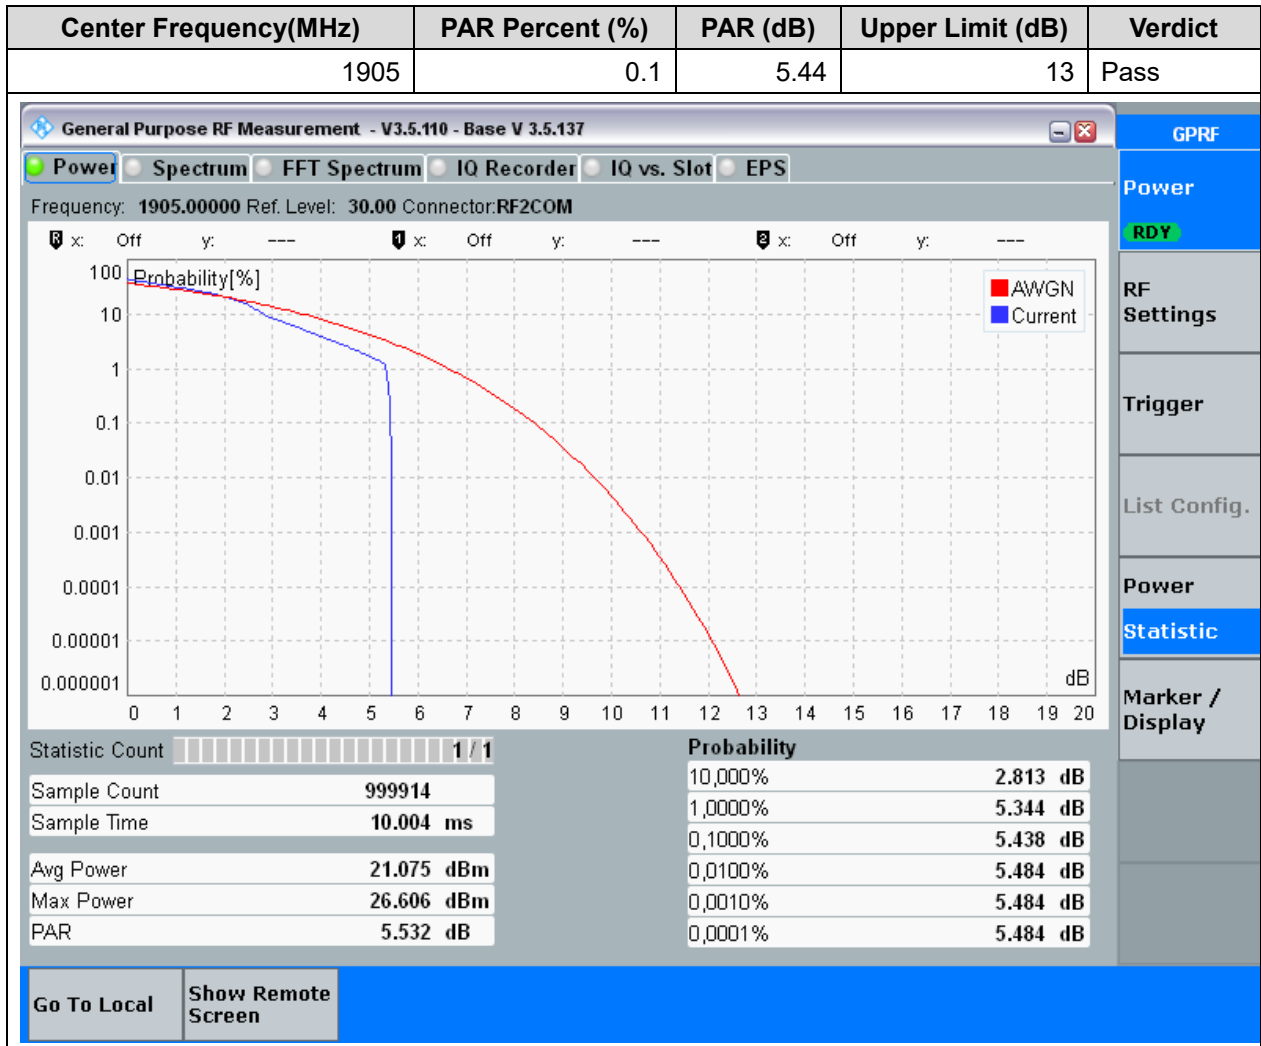 Center Frequency(MHz) PAR Percent (%) PAR (dB) Upper Limit (dB) Verdict
1905 0.1 5.44 13 Pass
General Purpose RF Measurement - V3.5.110 - Base V 3.5.137
GPRF
Power Spectrum FFT Spectrum IQ Recorder IQ vs. Slot EPS
Power
RDY
Frequency: 1905.00000 Ref. Level: 30.00 Connector:RF2COM
R x: Off y: --- 1 x: Off y: --- 2 x: Off y: ---
Probability[%]
AWGN
Current
100
10
1
0.1
0.01
0.001
0.0001
0.00001
0.000001
dB
0 1 2 3 4 5 6 7 8 9 10 11 12 13 14 15 16 17 18 19 20
RF
Settings
Trigger
List Config.
Power
Statistic
Marker /
Display
Statistic Count 1 / 1
Sample Count 999914
Sample Time 10.004 ms
Avg Power 21.075 dBm
Max Power 26.606 dBm
PAR 5.532 dB
Probability
10,000% 2.813 dB
1,0000% 5.344 dB
0,1000% 5.438 dB
0,0100% 5.484 dB
0,0010% 5.484 dB
0,0001% 5.484 dB
Go To Local
Show Remote
Screen